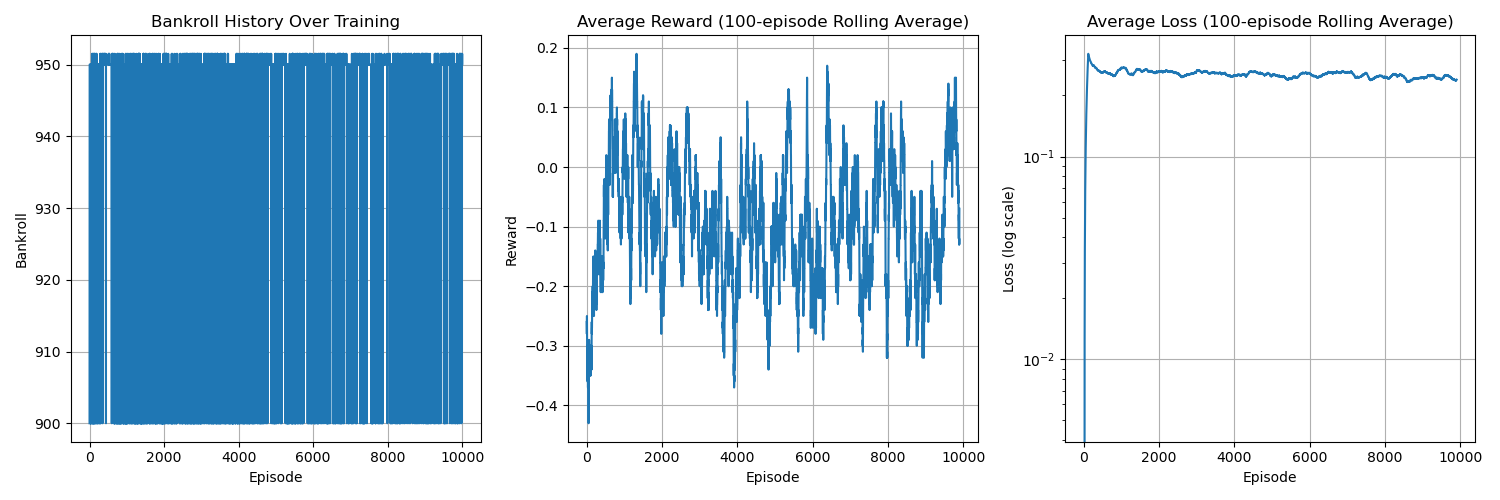 Bankroll History Over Training
950
940
930
920
910
900
Bankroll
0 2000 4000 6000 8000 10000
Episode
Average Reward (100-episode Rolling Average)
0.2
0.1
0.0
−0.1
−0.2
−0.3
−0.4
Reward
0 2000 4000 6000 8000 10000
Episode
Average Loss (100-episode Rolling Average)
10⁻¹
10⁻²
Loss (log scale)
0 2000 4000 6000 8000 10000
Episode